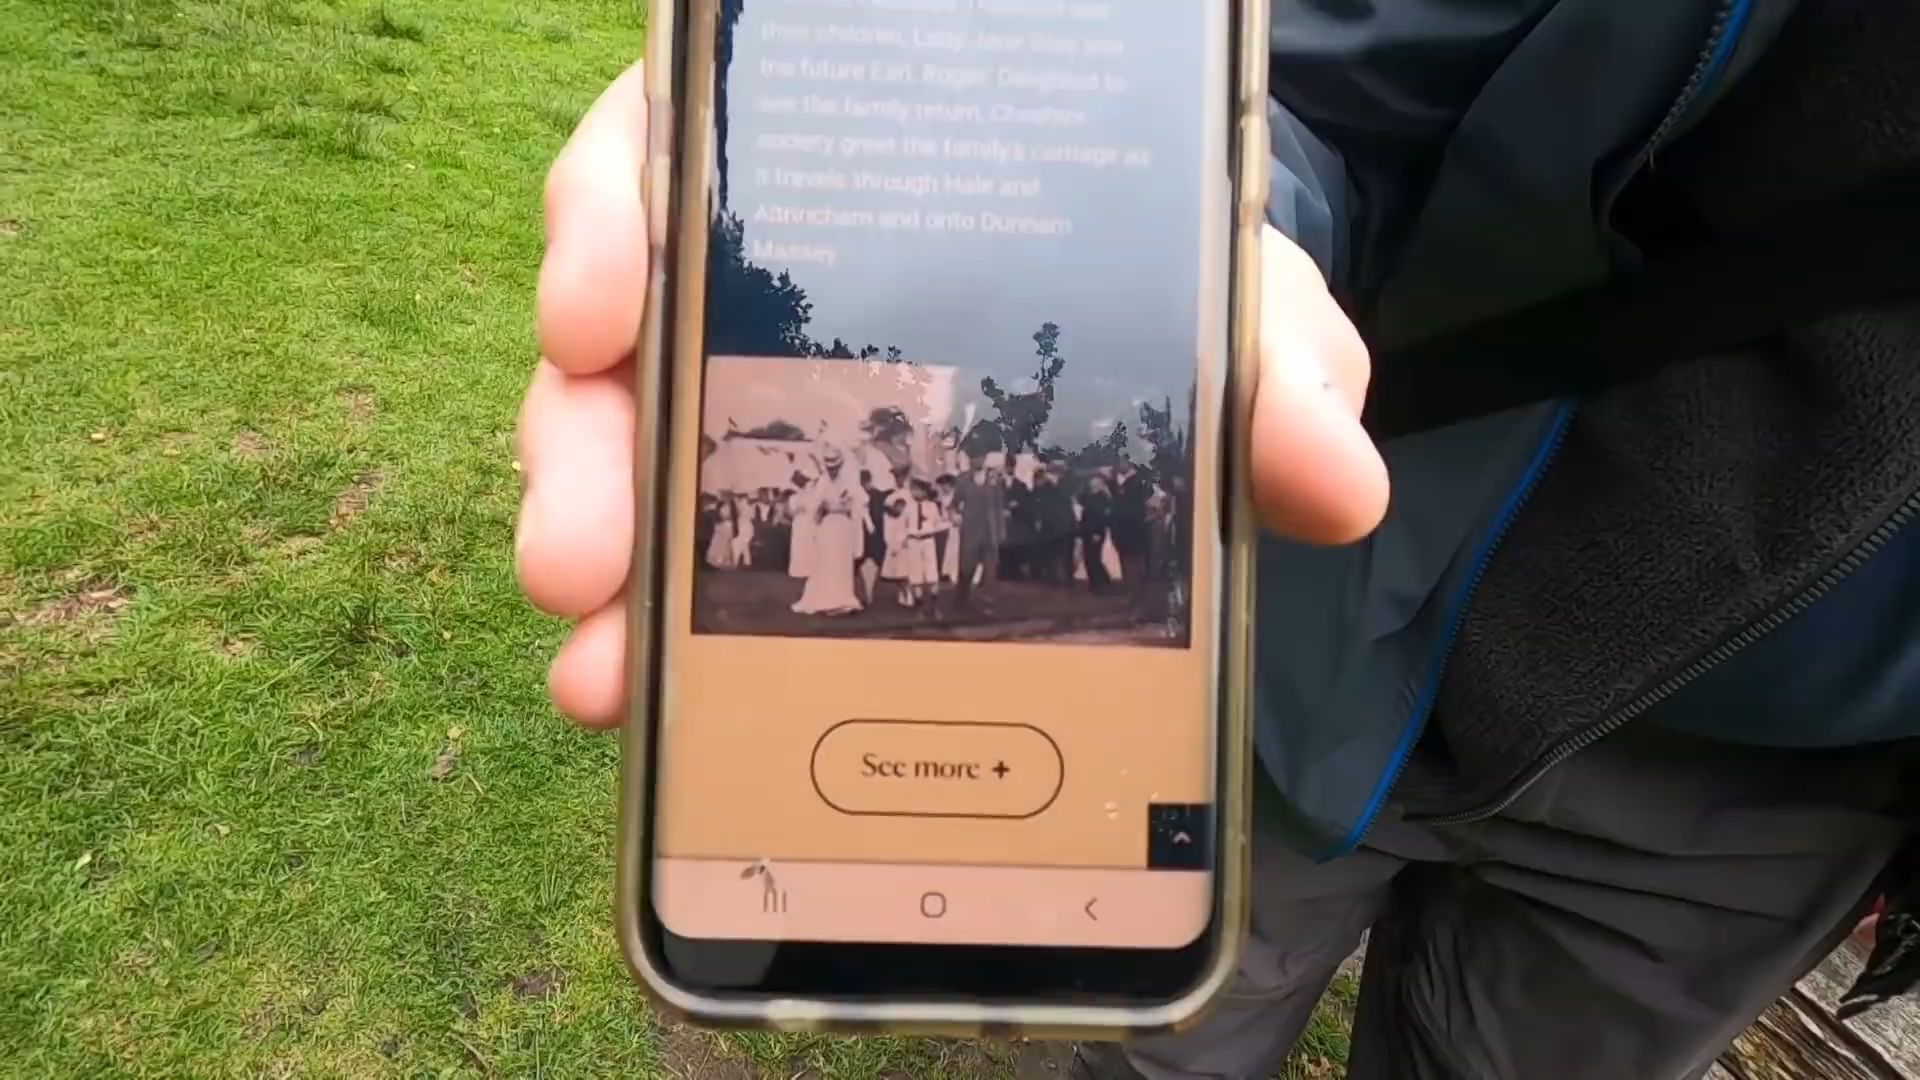 their children, Lady Jane Grey and
the future Earl, Roger. Delighted to
see the family return, Cheshire
society greet the family's carriage as
it travels through Hale and
Altrincham and onto Dunham
Massey.
See more +